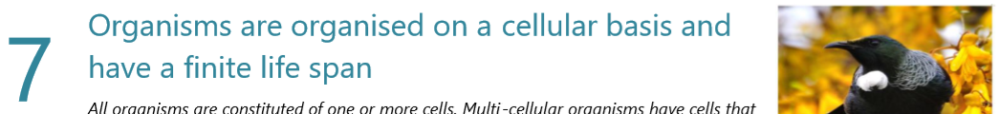 7
Organisms are organised on a cellular basis and
have a finite life span
All organisms are constituted of one or more cells. Multi-cellular organisms have cells that